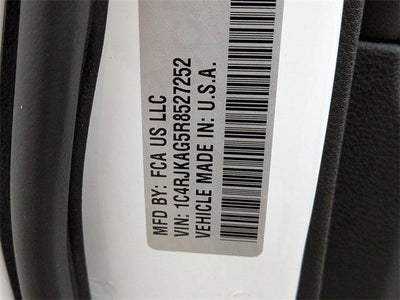 MFD BY: FCA US LLC
VIN: 1C4RJKAG5R8527252
VEHICLE MADE IN: U.S.A.